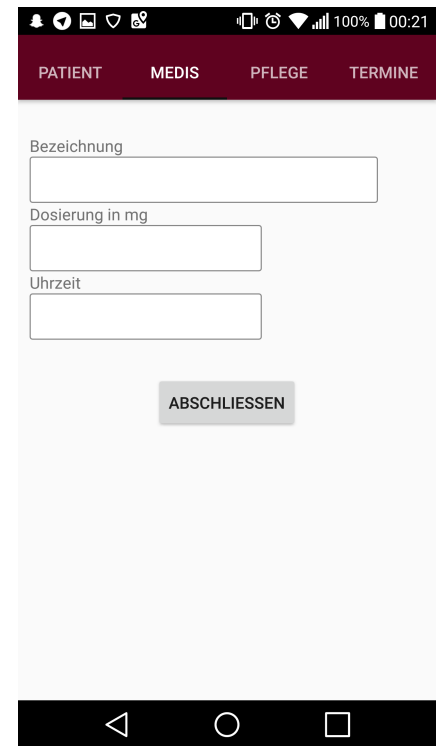 100% 00:21
PATIENT MEDIS PFLEGE TERMINE
Bezeichnung
Dosierung in mg
Uhrzeit
ABSCHLIESSEN